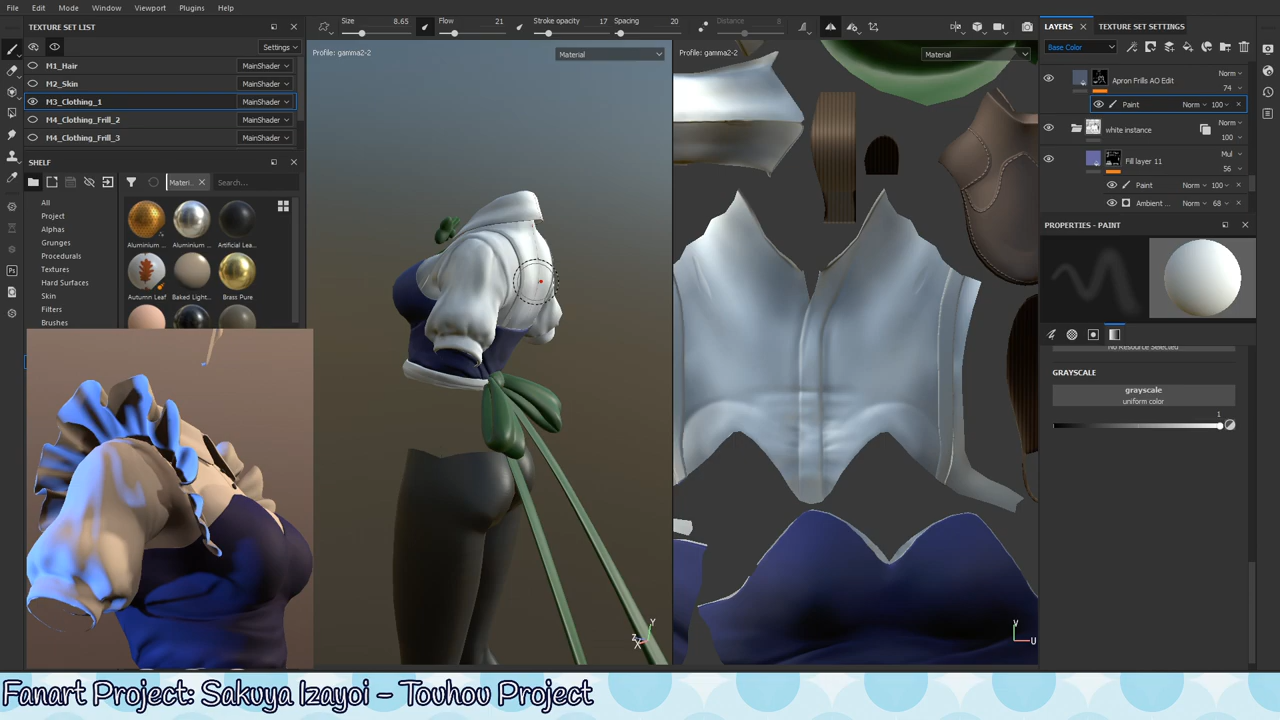 File Edit Mode Window Viewport Plugins Help
TEXTURE SET LIST
Size 8.65 Flow 21 Stroke opacity 17 Spacing 20 Distance 8
LAYERS TEXTURE SET SETTINGS
Settings
Base Color
M1_Hair MainShader
M2_Skin MainShader
M3_Clothing_1 MainShader
M4_Clothing_Frill_2 MainShader
M4_Clothing_Frill_3 MainShader
Profile: gamma2-2 Material
Profile: gamma2-2 Material
Apron Frills AO Edit Norm 74
Paint Norm 100
white instance Norm 100
Fill layer 11 Mul 56
Paint Norm 100
Ambient ... Norm 68
SHELF
Materi... Search...
All
Project
Alphas
Grunges
Procedurals
Textures
Hard Surfaces
Skin
Filters
Brushes
Aluminium ... Aluminium ... Artificial Lea...
Autumn Leaf Baked Light... Brass Pure
Ps
PROPERTIES - PAINT
No Resource Selected
GRAYSCALE
grayscale
uniform color
1
Y
Z
X
V
U
Fanart Project: Sakuya Izayoi - Touhou Project